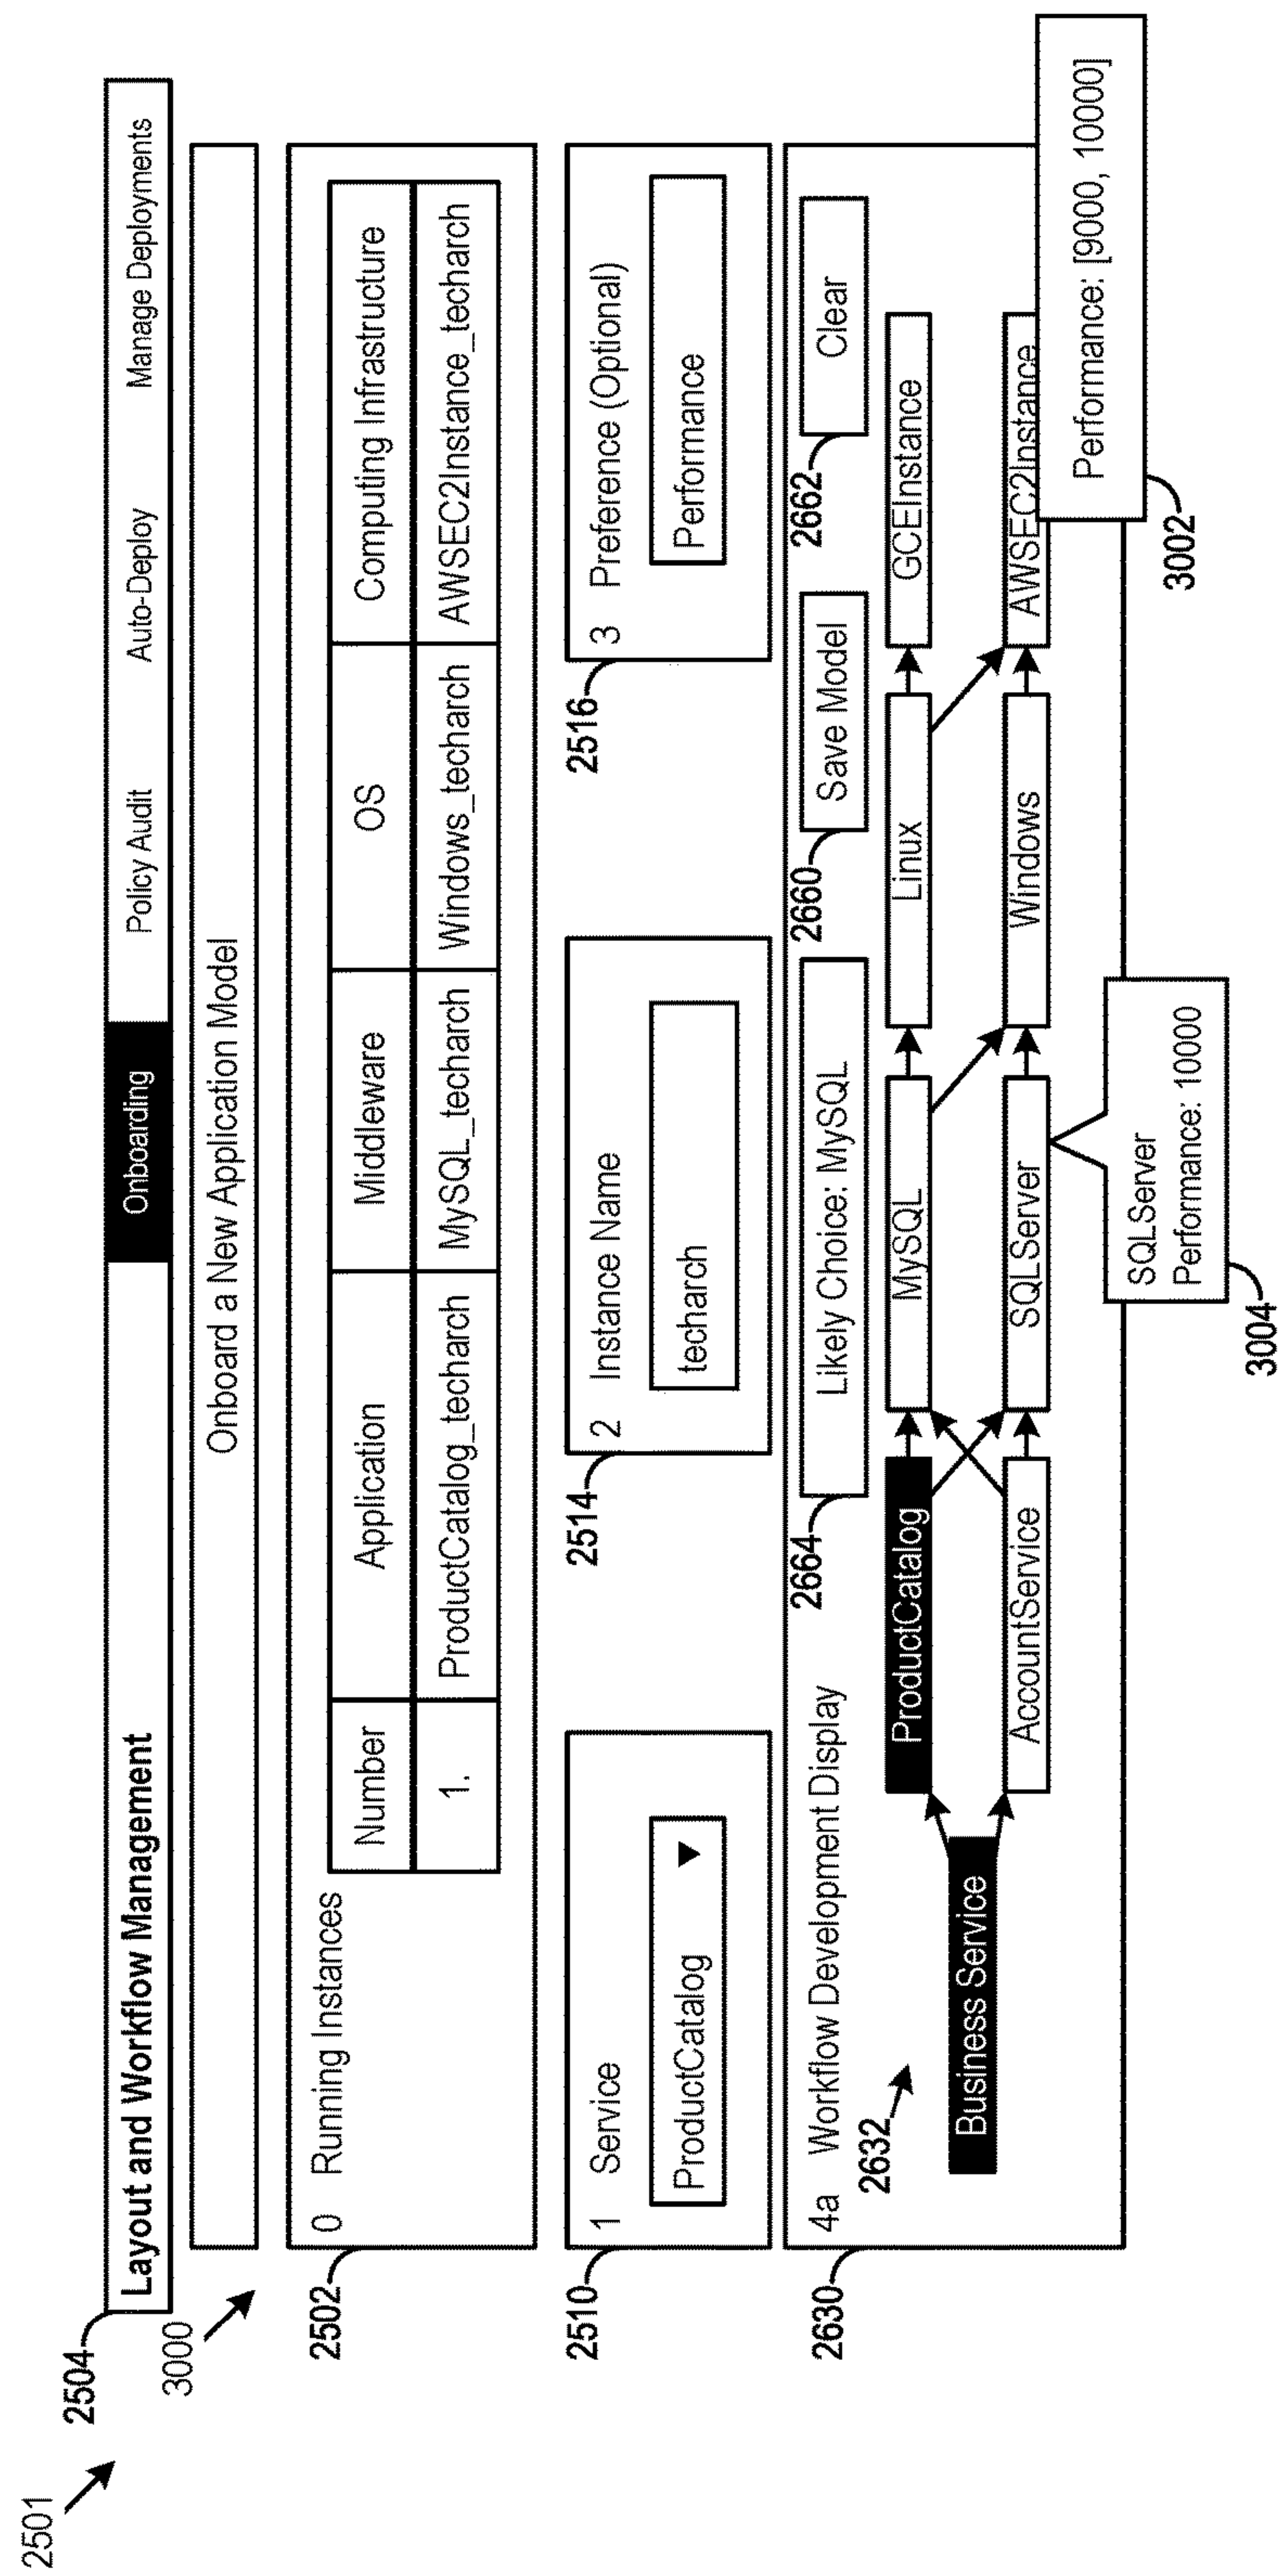 2501
2504
Layout and Workflow Management
Onboarding
Policy Audit
Auto-Deploy
Manage Deployments
3000
Onboard a New Application Model
2502
0 Running Instances
Number
Application
Middleware
OS
Computing Infrastructure
1.
ProductCatalog_techarch
MySQL_techarch
Windows_techarch
AWSEC2Instance_techarch
2510
1 Service
ProductCatalog
2514
2 Instance Name
techarch
2516
3 Preference (Optional)
Performance
2630
4a Workflow Development Display
2664
Likely Choice: MySQL
2660
Save Model
2662
Clear
2632
Business Service
ProductCatalog
MySQL
Linux
GCEInstance
AccountService
SQLServer
Windows
AWSEC2Instance
3002
Performance: [9000, 10000]
3004
SQLServer
Performance: 10000